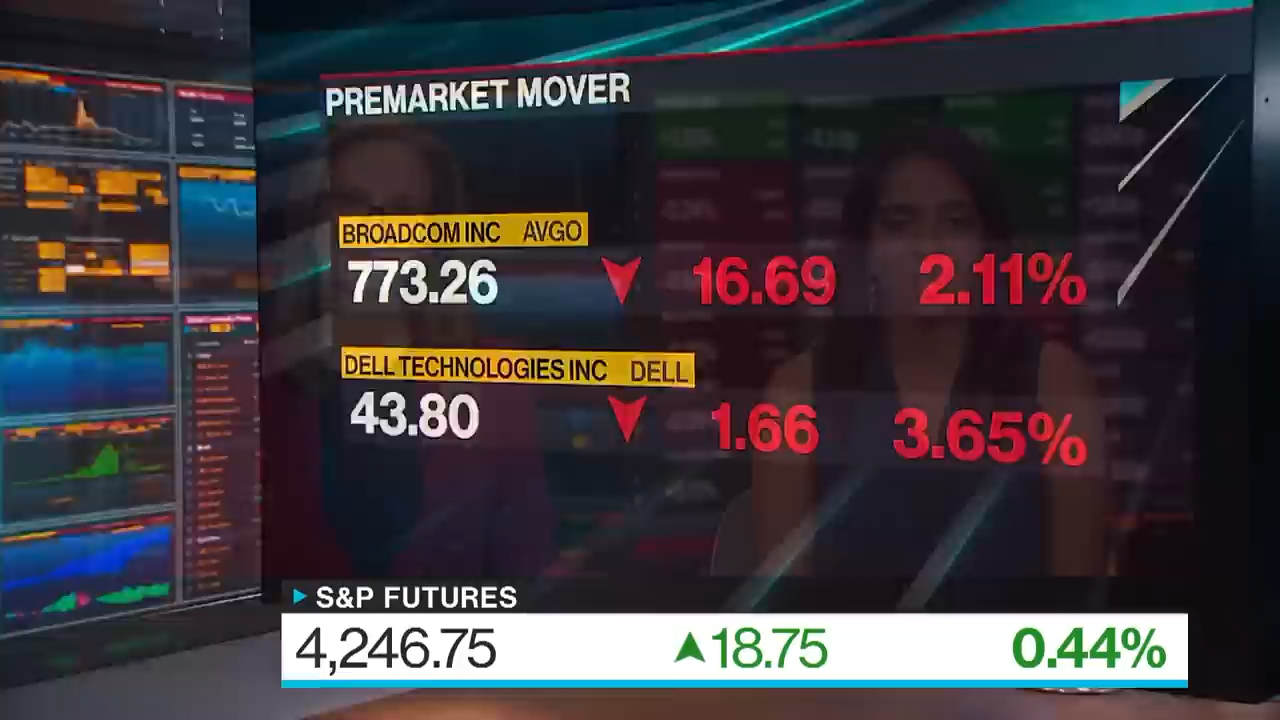 PREMARKET MOVER
BROADCOM INC AVGO
773.26 ▼ 16.69 2.11%
DELL TECHNOLOGIES INC DELL
43.80 ▼ 1.66 3.65%
S&P FUTURES
4,246.75 ▲ 18.75 0.44%